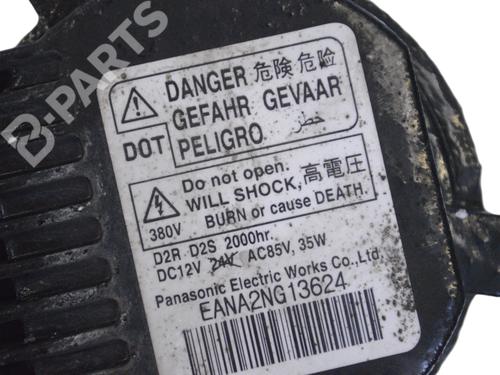 B-PARTS
DANGER 危険 危险
GEFAHR. GEVAAR
DOT PELIGRO. خطر
Do not open.
WILL SHOCK, 高電圧
380V BURN or cause DEATH.
D2R D2S 2000hr.
DC12V 24V AC85V, 35W
Panasonic Electric Works Co., Ltd.
EANA2NG13624